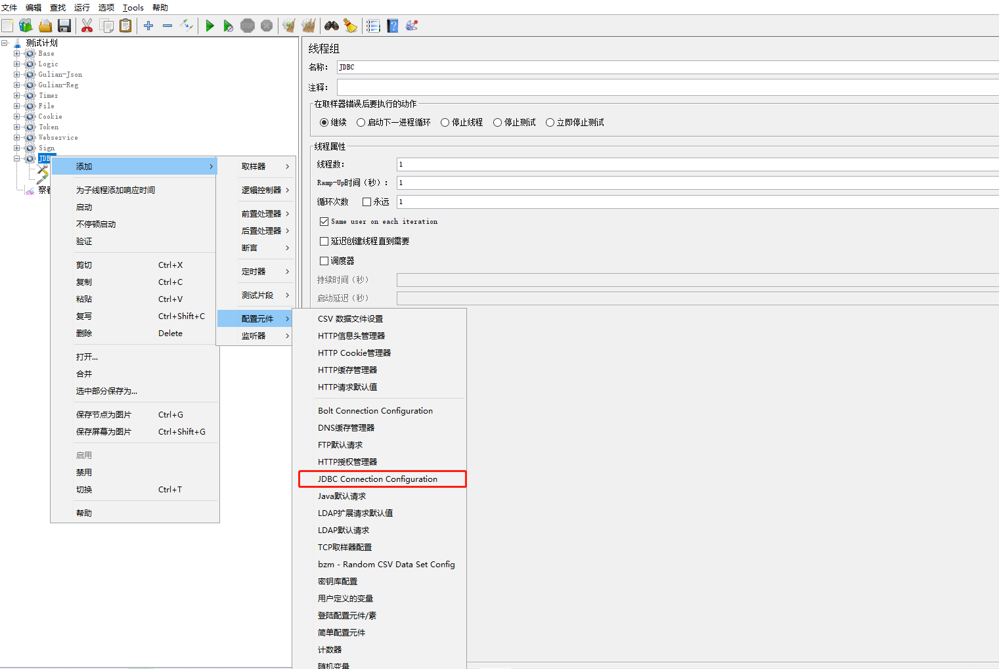 文件 编辑 查找 运行 选项 Tools 帮助
测试计划
Base
Logic
Gulian-Json
Gulian-Reg
Timer
File
Cookie
Token
Webservice
Sign
JDB
察看
添加
为子线程添加响应时间
启动
不停顿启动
验证
剪切 Ctrl+X
复制 Ctrl+C
粘贴 Ctrl+V
复写 Ctrl+Shift+C
删除 Delete
打开...
合并
选中部分保存为...
保存节点为图片 Ctrl+G
保存屏幕为图片 Ctrl+Shift+G
启用
禁用
切换 Ctrl+T
帮助
取样器
逻辑控制器
前置处理器
后置处理器
断言
定时器
测试片段
配置元件
监听器
CSV 数据文件设置
HTTP信息头管理器
HTTP Cookie管理器
HTTP缓存管理器
HTTP请求默认值
Bolt Connection Configuration
DNS缓存管理器
FTP默认请求
HTTP授权管理器
JDBC Connection Configuration
Java默认请求
LDAP扩展请求默认值
LDAP默认请求
TCP取样器配置
bzm - Random CSV Data Set Config
密钥库配置
用户定义的变量
登陆配置元件/素
简单配置元件
计数器
随机变量
线程组
名称: JDBC
注释:
在取样器错误后要执行的动作
继续 启动下一进程循环 停止线程 停止测试 立即停止测试
线程属性
线程数: 1
Ramp-Up时间（秒）: 1
循环次数 永远 1
Same user on each iteration
延迟创建线程直到需要
调度器
持续时间（秒）
启动延迟（秒）